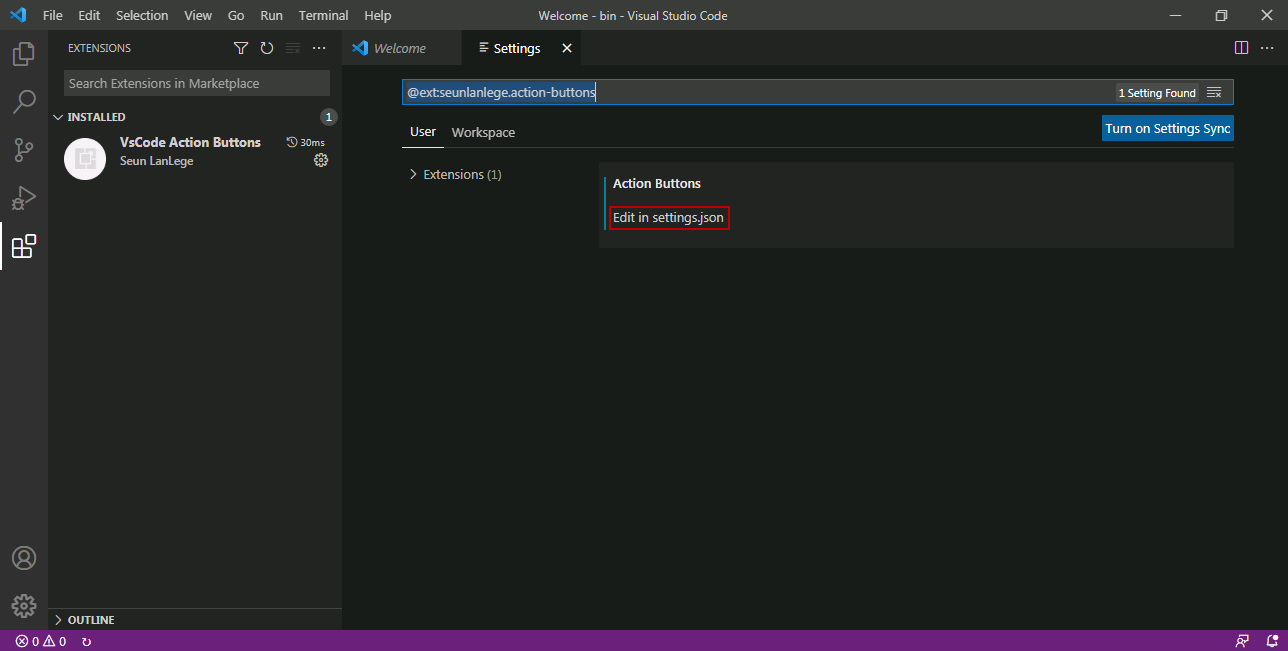 File Edit Selection View Go Run Terminal Help
Welcome - bin - Visual Studio Code
EXTENSIONS
Search Extensions in Marketplace
INSTALLED
1
VsCode Action Buttons
30ms
Seun LanLege
OUTLINE
Welcome
Settings
@ext:seunlanlege.action-buttons
1 Setting Found
User Workspace
Turn on Settings Sync
Extensions (1)
Action Buttons
Edit in settings.json
0 0